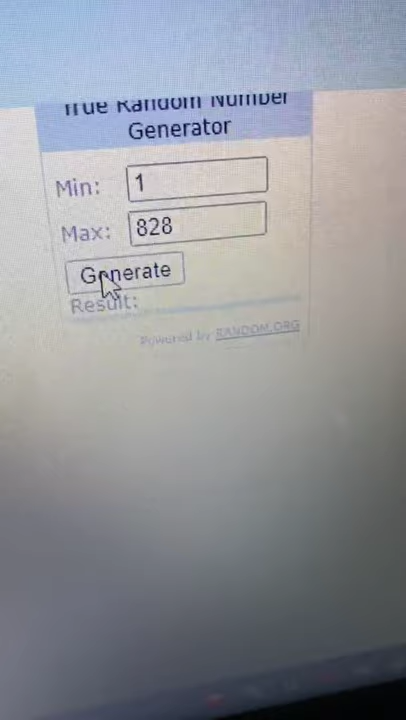 True Random Number
Generator
Min: 1
Max: 828
Generate
Result:
Powered by RANDOM.ORG